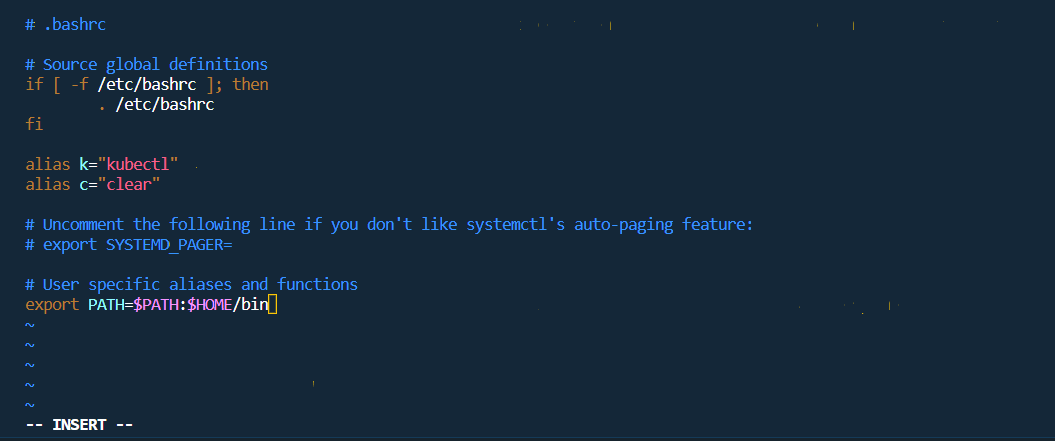 # .bashrc
# Source global definitions
if [ -f /etc/bashrc ]; then
        . /etc/bashrc
fi
alias k="kubectl"
alias c="clear"
# Uncomment the following line if you don't like systemctl's auto-paging feature:
# export SYSTEMD_PAGER=
# User specific aliases and functions
export PATH=$PATH:$HOME/bin
~
~
~
~
~
-- INSERT --